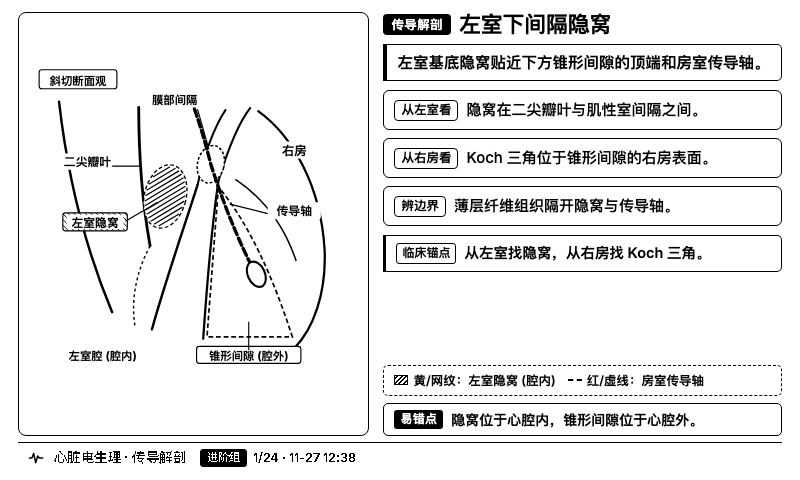 斜切断面观
膜部间隔
右房
二尖瓣叶
传导轴
左室隐窝
左室腔 (腔内)
锥形间隙 (腔外)
传导解剖 左室下间隔隐窝
左室基底隐窝贴近下方锥形间隙的顶端和房室传导轴。
从左室看 隐窝在二尖瓣叶与肌性室间隔之间。
从右房看 Koch 三角位于锥形间隙的右房表面。
辨边界 薄层纤维组织隔开隐窝与传导轴。
临床锚点 从左室找隐窝，从右房找 Koch 三角。
黄/网纹：左室隐窝 (腔内) 红/虚线：房室传导轴
易错点 隐窝位于心腔内，锥形间隙位于心腔外。
心脏电生理 · 传导解剖 进阶组 1/24 · 11-27 12:38